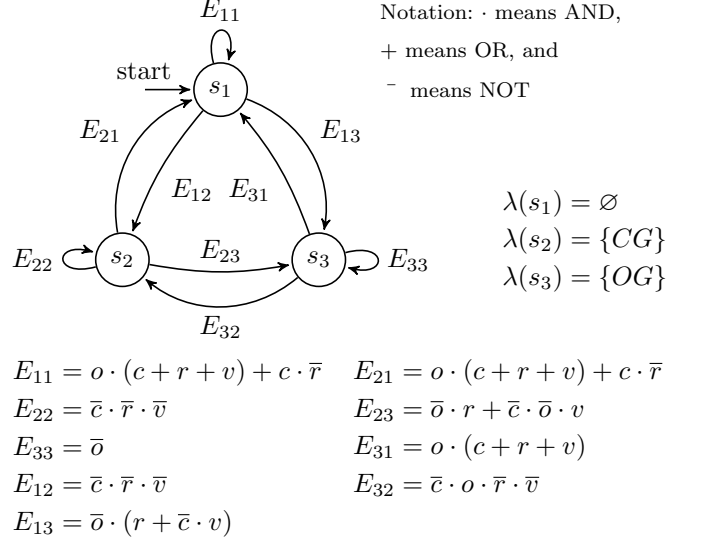 E₁₁
Notation: · means AND,
+ means OR, and
¯ means NOT
start
s₁
E₂₁
E₁₃
E₁₂ E₃₁
λ(s₁) = ∅
λ(s₂) = {CG}
λ(s₃) = {OG}
E₂₂
s₂
E₂₃
s₃
E₃₃
E₃₂
E₁₁ = o · (c + r + v) + c · r̅
E₂₁ = o · (c + r + v) + c · r̅
E₂₂ = c̅ · r̅ · v̅
E₂₃ = o̅ · r + c̅ · o̅ · v
E₃₃ = o̅
E₃₁ = o · (c + r + v)
E₁₂ = c̅ · r̅ · v̅
E₃₂ = c̅ · o · r̅ · v̅
E₁₃ = o̅ · (r + c̅ · v)